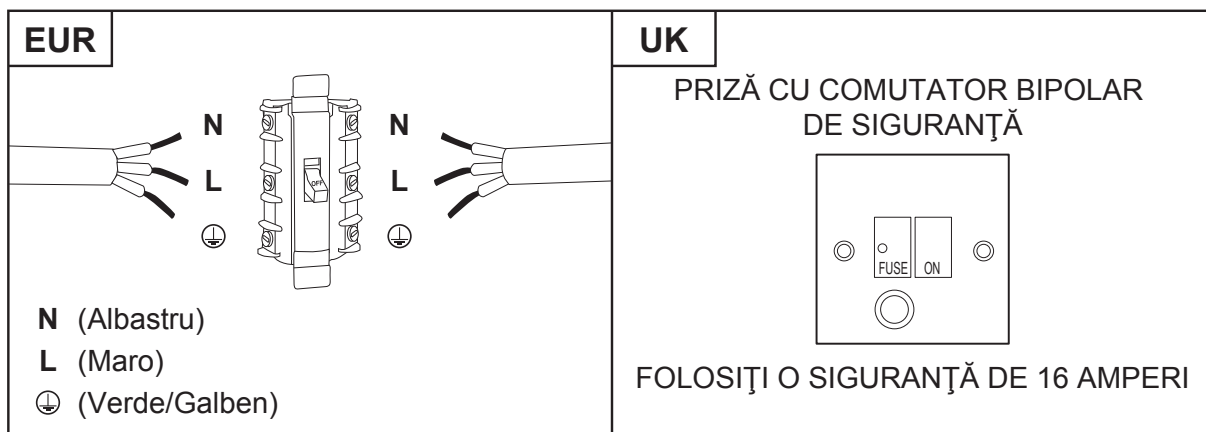 EUR
N
N
L
OFF
L
N (Albastru)
L (Maro)
(Verde/Galben)
UK
PRIZĂ CU COMUTATOR BIPOLAR
DE SIGURANŢĂ
FUSE ON
FOLOSIŢI O SIGURANŢĂ DE 16 AMPERI